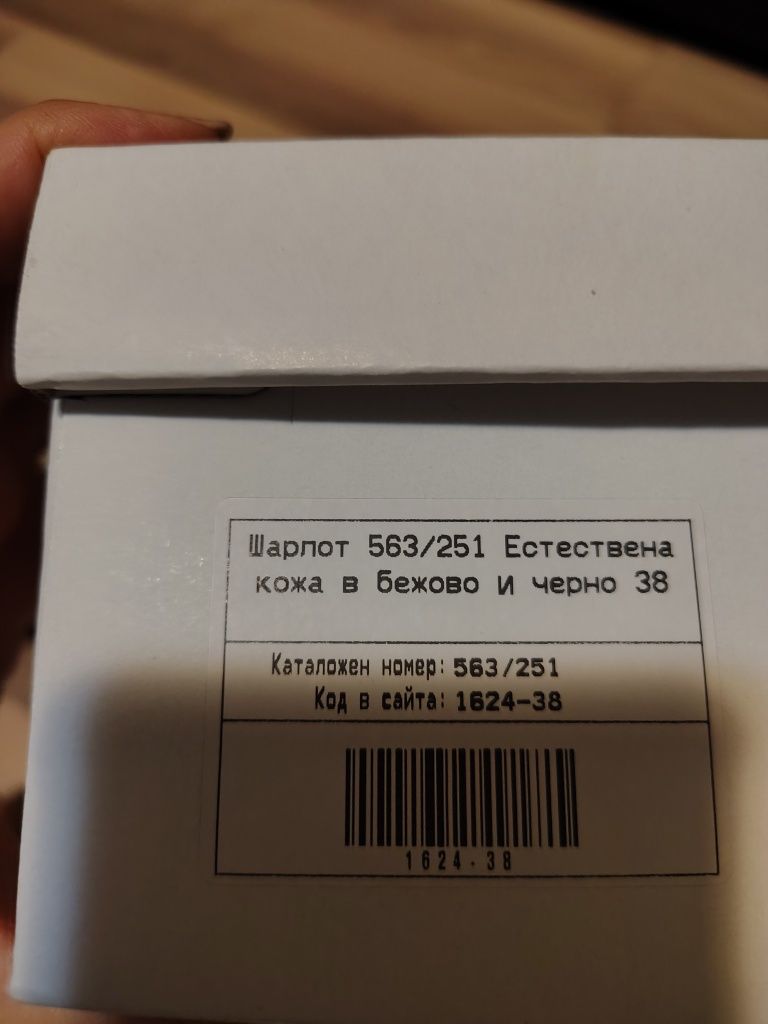 Шарлот 563/251 Естествена
кожа в бежово и черно 38
Каталожен номер: 563/251
Код в сайта: 1624-38
1624-38